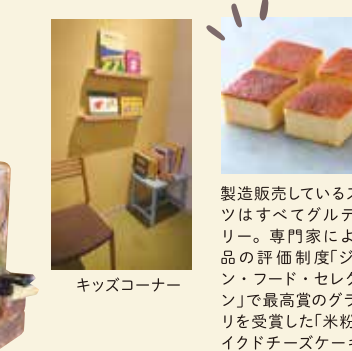 キッズコーナー
製造販売しているス
ツはすべてグルテ
リー。専門家によ
品の評価制度「ジ
ン・フード・セレク
ン」で最高賞のグラ
リを受賞した「米粉
イクドチーズケーキ